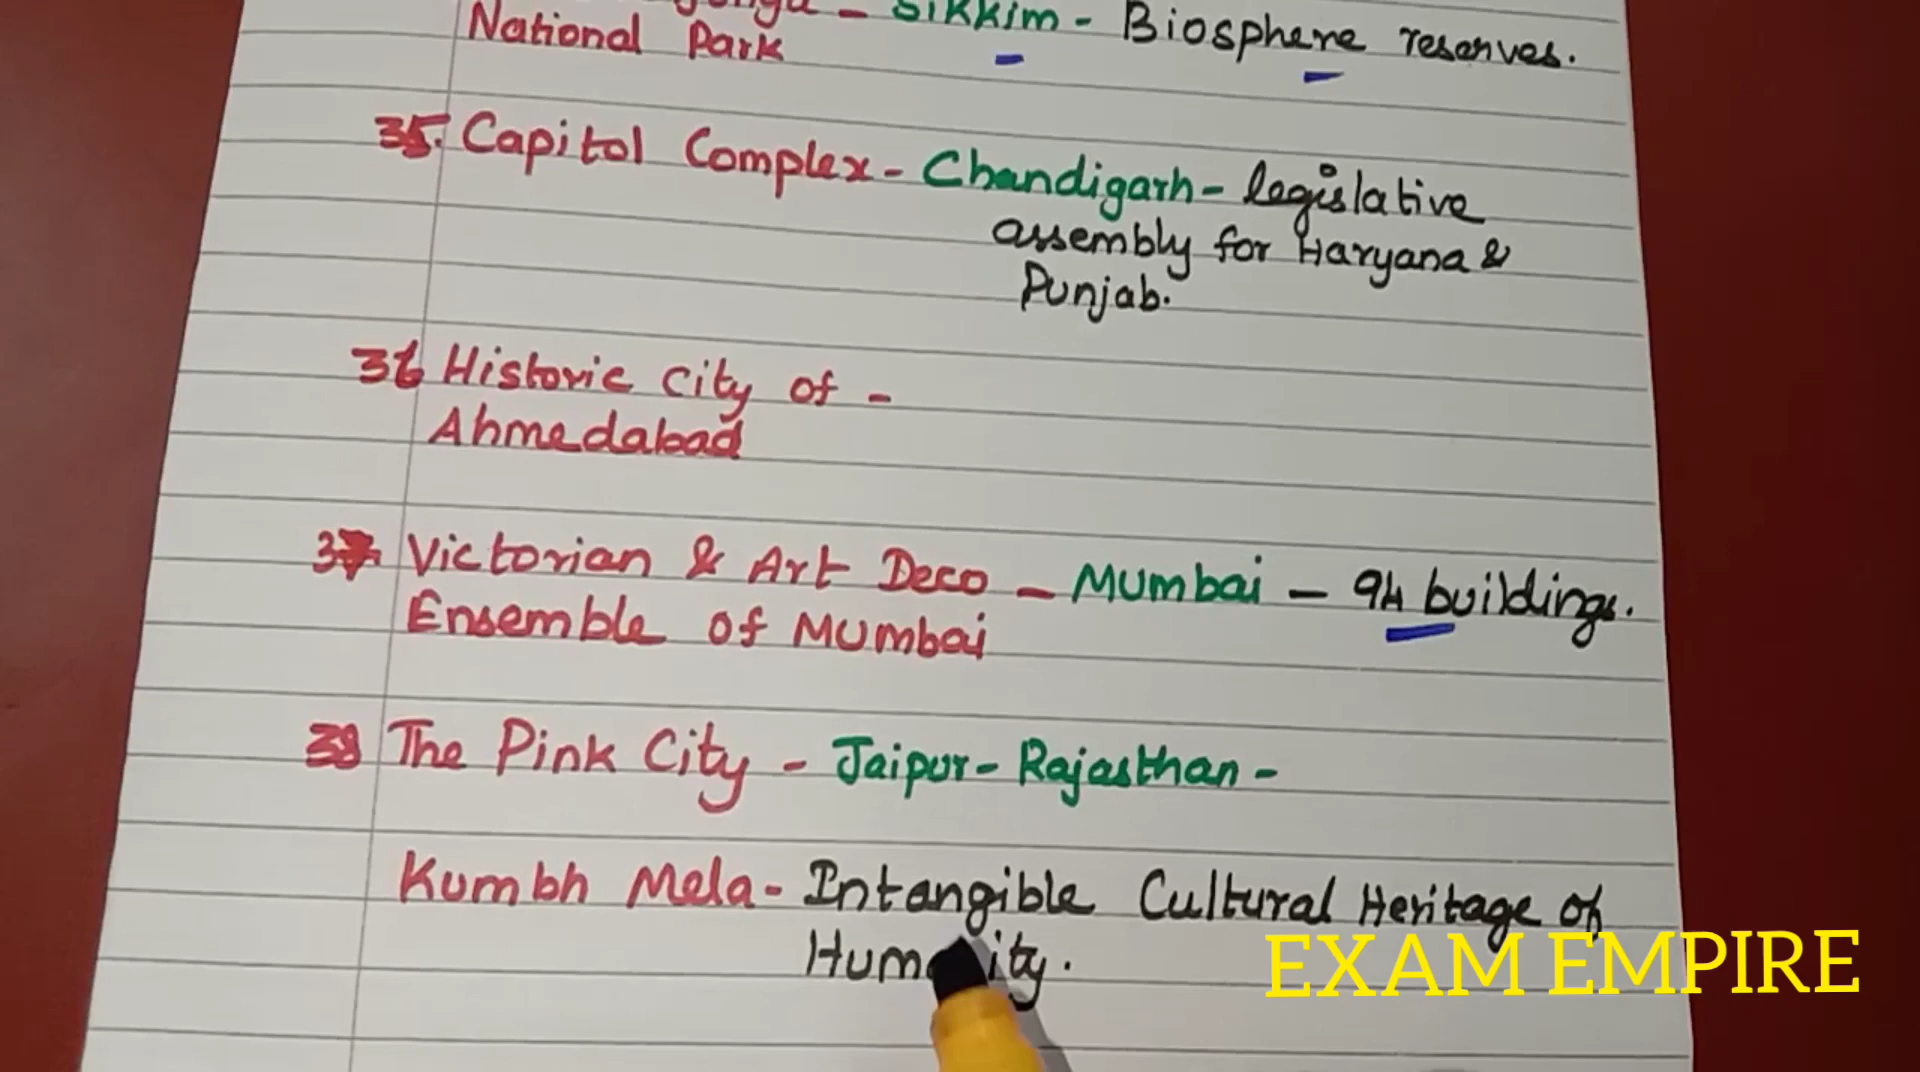 – Sikkim - Biosphere reserves.
National Park
35. Capitol Complex - Chandigarh - legislative
assembly for Haryana &
Punjab.
36 Historic city of -
Ahmedabad
37 Victorian & Art Deco – Mumbai – 94 buildings.
Ensemble of Mumbai
38 The Pink City - Jaipur - Rajasthan -
Kumbh Mela - Intangible Cultural Heritage of
EXAM EMPIRE